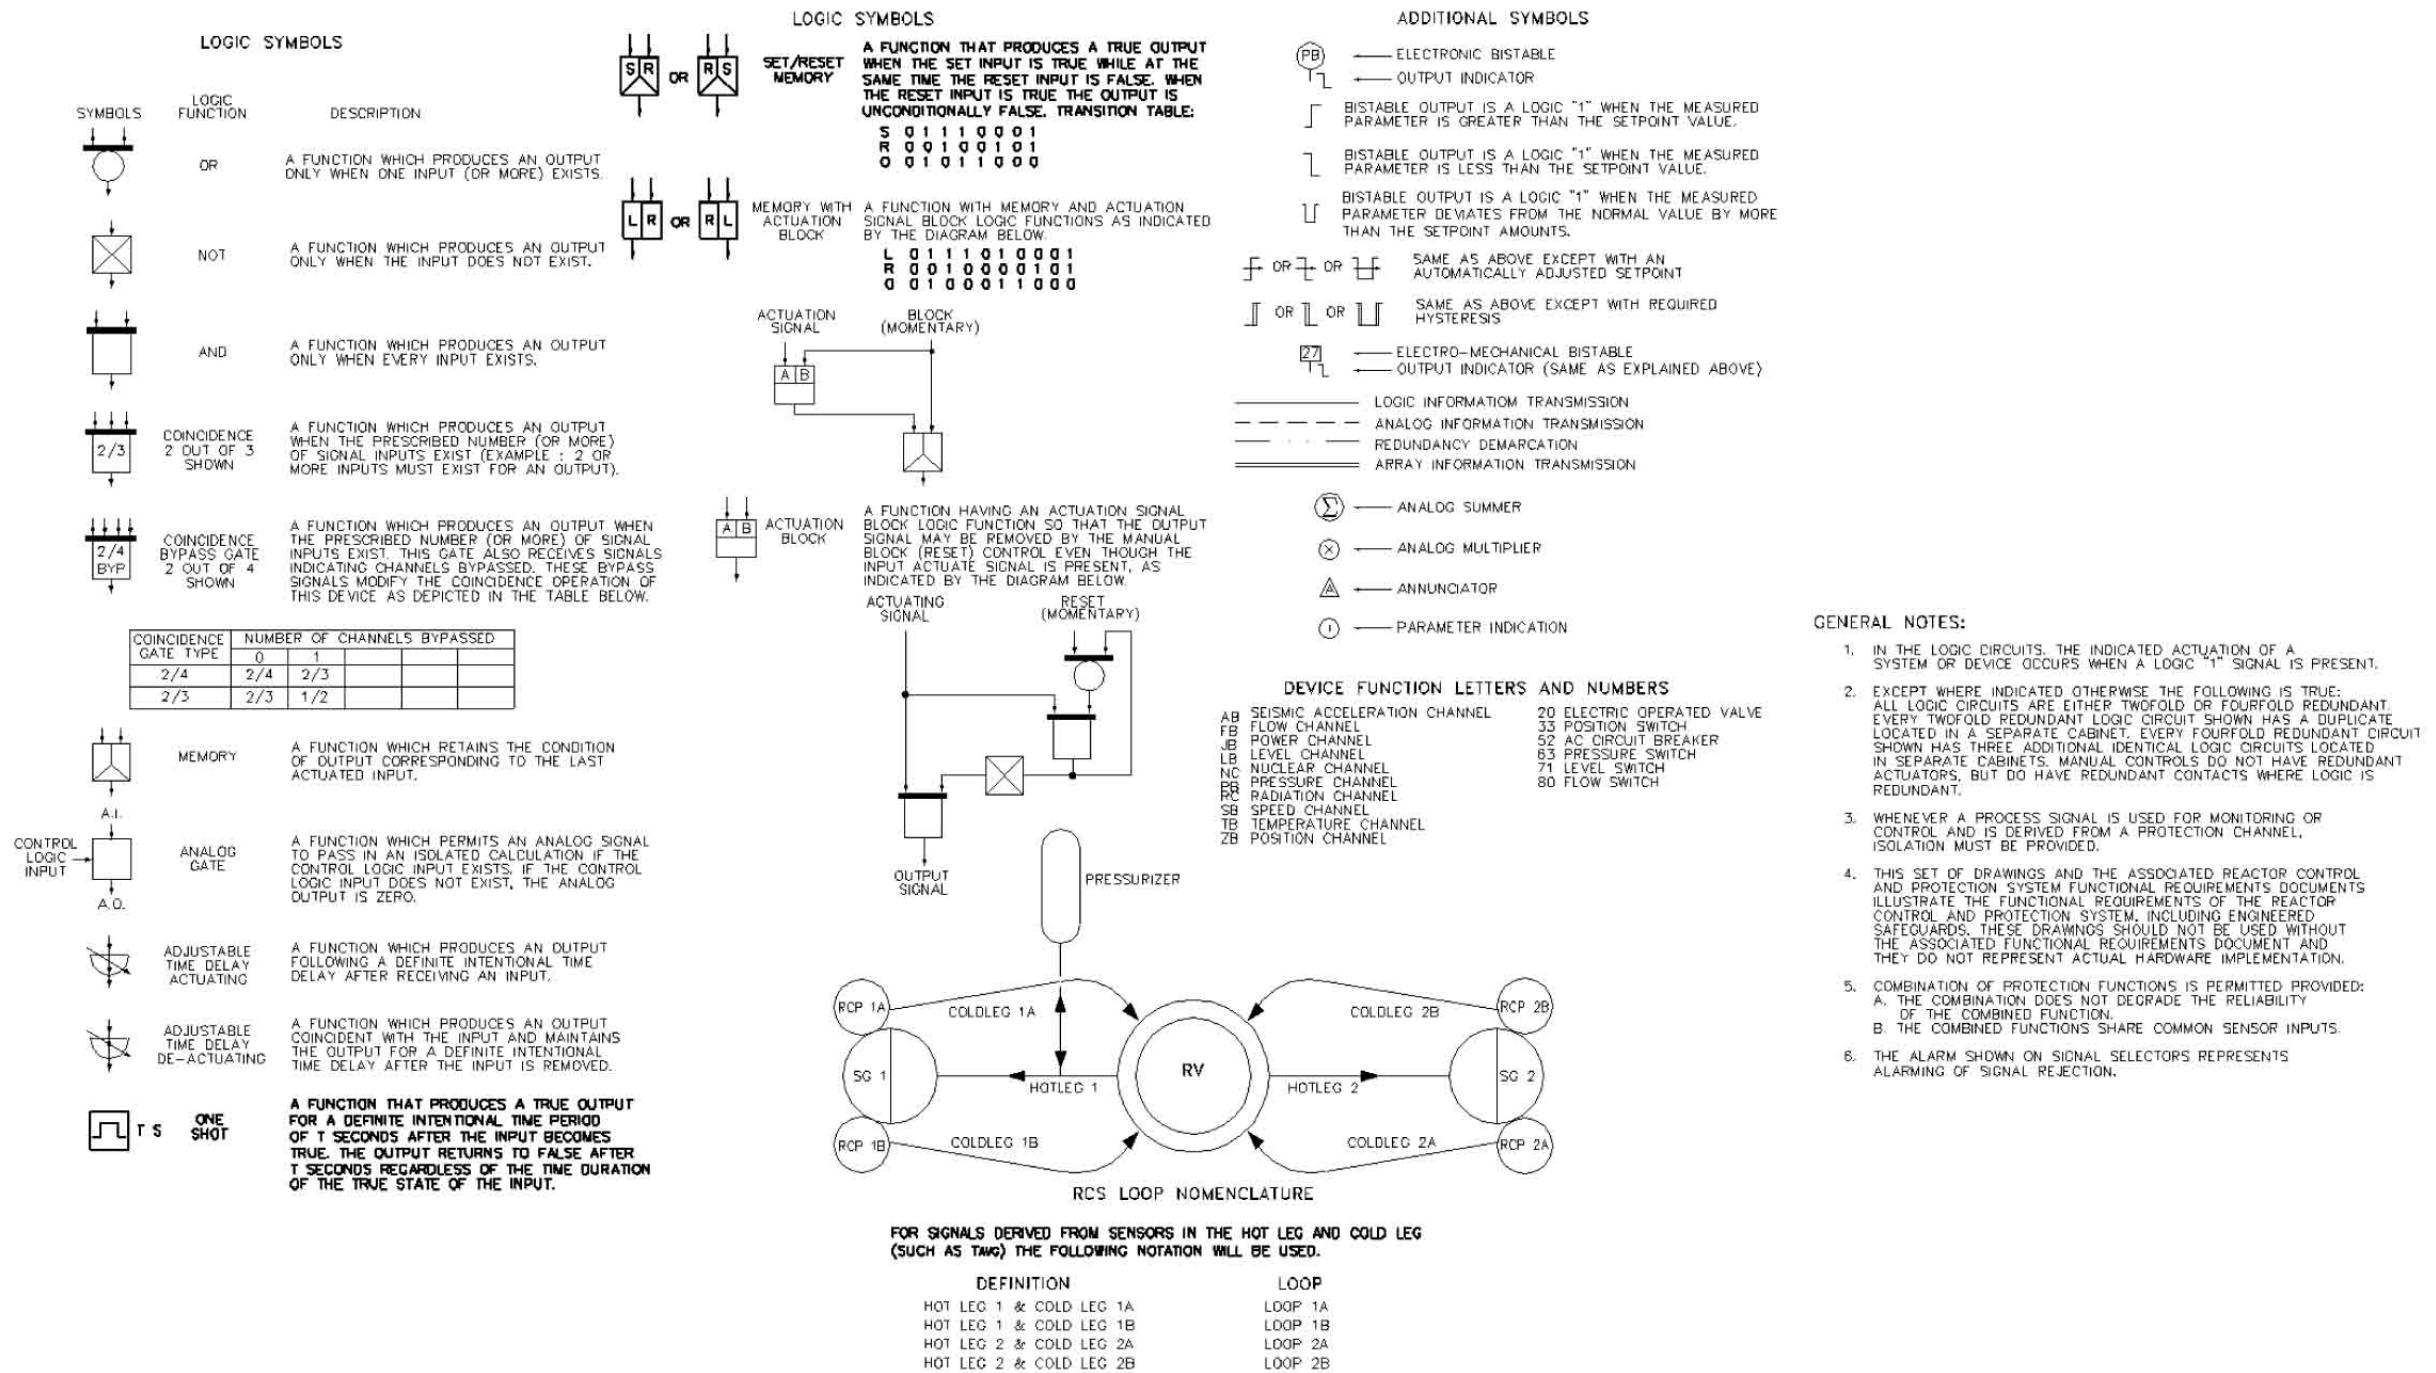 LOGIC SYMBOLS
SYMBOLS
LOGIC
FUNCTION
DESCRIPTION
OR
A FUNCTION WHICH PRODUCES AN OUTPUT
ONLY WHEN ONE INPUT (OR MORE) EXISTS.
NOT
A FUNCTION WHICH PRODUCES AN OUTPUT
ONLY WHEN THE INPUT DOES NOT EXIST.
AND
A FUNCTION WHICH PRODUCES AN OUTPUT
ONLY WHEN EVERY INPUT EXISTS.
2/3
COINCIDENCE
2 OUT OF 3
SHOWN
A FUNCTION WHICH PRODUCES AN OUTPUT
WHEN THE PRESCRIBED NUMBER (OR MORE)
OF SIGNAL INPUTS EXIST (EXAMPLE : 2 OR
MORE INPUTS MUST EXIST FOR AN OUTPUT).
2/4
BYP
COINCIDENCE
BYPASS GATE
2 OUT OF 4
SHOWN
A FUNCTION WHICH PRODUCES AN OUTPUT WHEN
THE PRESCRIBED NUMBER (OR MORE) OF SIGNAL
INPUTS EXIST. THIS GATE ALSO RECEIVES SIGNALS
INDICATING CHANNELS BYPASSED. THESE BYPASS
SIGNALS MODIFY THE COINCIDENCE OPERATION OF
THIS DEVICE AS DEPICTED IN THE TABLE BELOW.
COINCIDENCE
GATE TYPE
NUMBER OF CHANNELS BYPASSED
0 1
2/4 2/4 2/3
2/3 2/3 1/2
MEMORY
A FUNCTION WHICH RETAINS THE CONDITION
OF OUTPUT CORRESPONDING TO THE LAST
ACTUATED INPUT.
A.I.
CONTROL
LOGIC
INPUT
A.O.
ANALOG
GATE
A FUNCTION WHICH PERMITS AN ANALOG SIGNAL
TO PASS IN AN ISOLATED CALCULATION IF THE
CONTROL LOGIC INPUT EXISTS. IF THE CONTROL
LOGIC INPUT DOES NOT EXIST, THE ANALOG
OUTPUT IS ZERO.
ADJUSTABLE
TIME DELAY
ACTUATING
A FUNCTION WHICH PRODUCES AN OUTPUT
FOLLOWING A DEFINITE INTENTIONAL TIME
DELAY AFTER RECEIVING AN INPUT.
ADJUSTABLE
TIME DELAY
DE-ACTUATING
A FUNCTION WHICH PRODUCES AN OUTPUT
COINCIDENT WITH THE INPUT AND MAINTAINS
THE OUTPUT FOR A DEFINITE INTENTIONAL
TIME DELAY AFTER THE INPUT IS REMOVED.
T S
ONE
SHOT
A FUNCTION THAT PRODUCES A TRUE OUTPUT
FOR A DEFINITE INTENTIONAL TIME PERIOD
OF T SECONDS AFTER THE INPUT BECOMES
TRUE. THE OUTPUT RETURNS TO FALSE AFTER
T SECONDS REGARDLESS OF THE TIME DURATION
OF THE TRUE STATE OF THE INPUT.
LOGIC SYMBOLS
S R OR R S
SET/RESET
MEMORY
A FUNCTION THAT PRODUCES A TRUE OUTPUT
WHEN THE SET INPUT IS TRUE WHILE AT THE
SAME TIME THE RESET INPUT IS FALSE. WHEN
THE RESET INPUT IS TRUE THE OUTPUT IS
UNCONDITIONALLY FALSE. TRANSITION TABLE:
S 0 1 1 1 0 0 0 1
R 0 0 1 0 0 1 0 1
O 0 1 0 1 1 0 0 0
L R OR R L
MEMORY WITH
ACTUATION
BLOCK
A FUNCTION WITH MEMORY AND ACTUATION
SIGNAL BLOCK LOGIC FUNCTIONS AS INDICATED
BY THE DIAGRAM BELOW.
L 0 1 1 1 0 1 0 0 0 1
R 0 0 1 0 0 0 0 1 0 1
O 0 1 0 0 0 1 1 0 0 0
ACTUATION
SIGNAL
BLOCK
(MOMENTARY)
A B
A B
ACTUATION
BLOCK
A FUNCTION HAVING AN ACTUATION SIGNAL
BLOCK LOGIC FUNCTION SO THAT THE OUTPUT
SIGNAL MAY BE REMOVED BY THE MANUAL
BLOCK (RESET) CONTROL EVEN THOUGH THE
INPUT ACTUATE SIGNAL IS PRESENT, AS
INDICATED BY THE DIAGRAM BELOW.
ACTUATING
SIGNAL
RESET
(MOMENTARY)
OUTPUT
SIGNAL
PRESSURIZER
RCP 1A
COLDLEG 1A
COLDLEG 2B
RCP 2B
SG 1
HOTLEG 1
RV
HOTLEG 2
SG 2
RCP 1B
COLDLEG 1B
COLDLEG 2A
RCP 2A
RCS LOOP NOMENCLATURE
FOR SIGNALS DERIVED FROM SENSORS IN THE HOT LEG AND COLD LEG
(SUCH AS TAVG) THE FOLLOWING NOTATION WILL BE USED.
DEFINITION LOOP
HOT LEG 1 & COLD LEG 1A LOOP 1A
HOT LEG 1 & COLD LEG 1B LOOP 1B
HOT LEG 2 & COLD LEG 2A LOOP 2A
HOT LEG 2 & COLD LEG 2B LOOP 2B
ADDITIONAL SYMBOLS
PB
ELECTRONIC BISTABLE
OUTPUT INDICATOR
BISTABLE OUTPUT IS A LOGIC "1" WHEN THE MEASURED
PARAMETER IS GREATER THAN THE SETPOINT VALUE.
BISTABLE OUTPUT IS A LOGIC "1" WHEN THE MEASURED
PARAMETER IS LESS THAN THE SETPOINT VALUE.
BISTABLE OUTPUT IS A LOGIC "1" WHEN THE MEASURED
PARAMETER DEVIATES FROM THE NORMAL VALUE BY MORE
THAN THE SETPOINT AMOUNTS.
OR OR
SAME AS ABOVE EXCEPT WITH AN
AUTOMATICALLY ADJUSTED SETPOINT
OR OR
SAME AS ABOVE EXCEPT WITH REQUIRED
HYSTERESIS
27
ELECTRO-MECHANICAL BISTABLE
OUTPUT INDICATOR (SAME AS EXPLAINED ABOVE)
LOGIC INFORMATIOM TRANSMISSION
ANALOG INFORMATION TRANSMISSION
REDUNDANCY DEMARCATION
ARRAY INFORMATION TRANSMISSION
Σ
ANALOG SUMMER
ANALOG MULTIPLIER
A
ANNUNCIATOR
I
PARAMETER INDICATION
DEVICE FUNCTION LETTERS AND NUMBERS
AB SEISMIC ACCELERATION CHANNEL
FB FLOW CHANNEL
JB POWER CHANNEL
LB LEVEL CHANNEL
NC NUCLEAR CHANNEL
PB PRESSURE CHANNEL
RC RADIATION CHANNEL
SB SPEED CHANNEL
TB TEMPERATURE CHANNEL
ZB POSITION CHANNEL
20 ELECTRIC OPERATED VALVE
33 POSITION SWITCH
52 AC CIRCUIT BREAKER
63 PRESSURE SWITCH
71 LEVEL SWITCH
80 FLOW SWITCH
GENERAL NOTES:
1. IN THE LOGIC CIRCUITS. THE INDICATED ACTUATION OF A
SYSTEM OR DEVICE OCCURS WHEN A LOGIC "1" SIGNAL IS PRESENT.
2. EXCEPT WHERE INDICATED OTHERWISE THE FOLLOWING IS TRUE:
ALL LOGIC CIRCUITS ARE EITHER TWOFOLD OR FOURFOLD REDUNDANT.
EVERY TWOFOLD REDUNDANT LOGIC CIRCUIT SHOWN HAS A DUPLICATE
LOCATED IN A SEPARATE CABINET. EVERY FOURFOLD REDUNDANT CIRCUIT
SHOWN HAS THREE ADDITIONAL IDENTICAL LOGIC CIRCUITS LOCATED
IN SEPARATE CABINETS. MANUAL CONTROLS DO NOT HAVE REDUNDANT
ACTUATORS, BUT DO HAVE REDUNDANT CONTACTS WHERE LOGIC IS
REDUNDANT.
3. WHENEVER A PROCESS SIGNAL IS USED FOR MONITORING OR
CONTROL AND IS DERIVED FROM A PROTECTION CHANNEL,
ISOLATION MUST BE PROVIDED.
4. THIS SET OF DRAWINGS AND THE ASSOCIATED REACTOR CONTROL
AND PROTECTION SYSTEM FUNCTIONAL REQUIREMENTS DOCUMENTS
ILLUSTRATE THE FUNCTIONAL REQUIREMENTS OF THE REACTOR
CONTROL AND PROTECTION SYSTEM, INCLUDING ENGINEERED
SAFEGUARDS. THESE DRAWINGS SHOULD NOT BE USED WITHOUT
THE ASSOCIATED FUNCTIONAL REQUIREMENTS DOCUMENT AND
THEY DO NOT REPRESENT ACTUAL HARDWARE IMPLEMENTATION.
5. COMBINATION OF PROTECTION FUNCTIONS IS PERMITTED PROVIDED:
A. THE COMBINATION DOES NOT DEGRADE THE RELIABILITY
OF THE COMBINED FUNCTION.
B. THE COMBINED FUNCTIONS SHARE COMMON SENSOR INPUTS.
6. THE ALARM SHOWN ON SIGNAL SELECTORS REPRESENTS
ALARMING OF SIGNAL REJECTION.